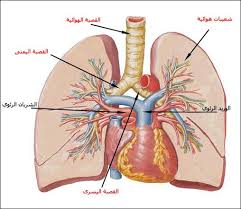 القصبة الهوائية
شعيبات هوائية
القصبة اليمنى
الشريان الرئوي
الوريد الرئوي
القصبة اليسرى